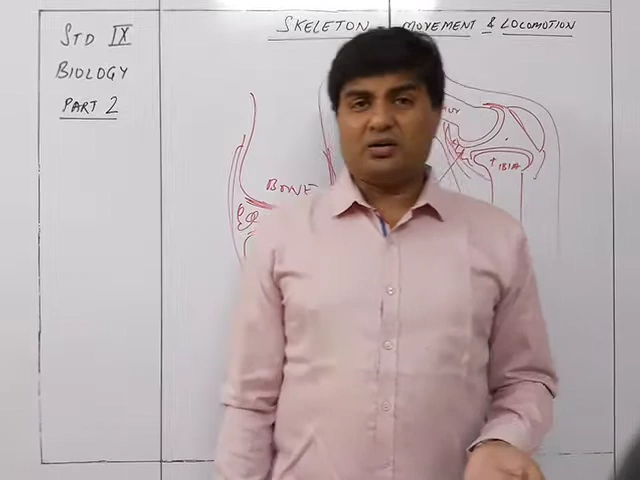 STD IX
BIOLOGY
PART 2
SKELETON MOVEMENT & LOCOMOTION
BONE
TIBIA